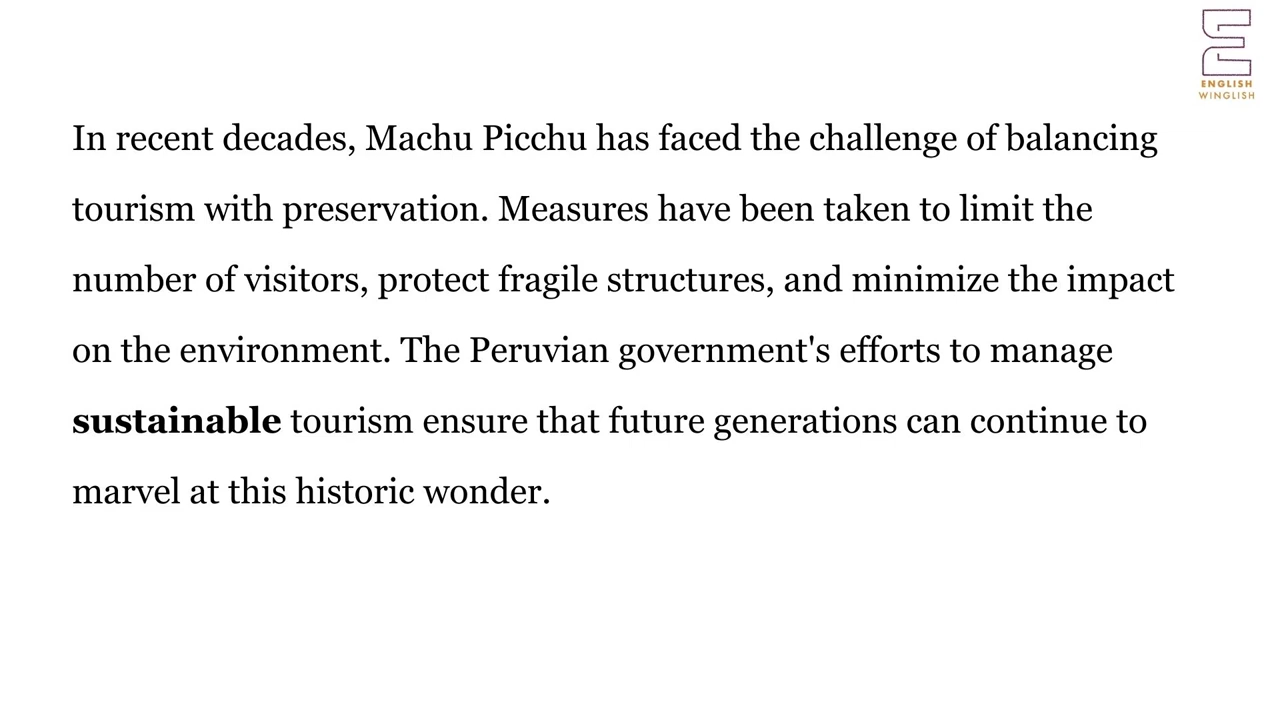 ENGLISH
WINGLISH
In recent decades, Machu Picchu has faced the challenge of balancing
tourism with preservation. Measures have been taken to limit the
number of visitors, protect fragile structures, and minimize the impact
on the environment. The Peruvian government's efforts to manage
sustainable tourism ensure that future generations can continue to
marvel at this historic wonder.